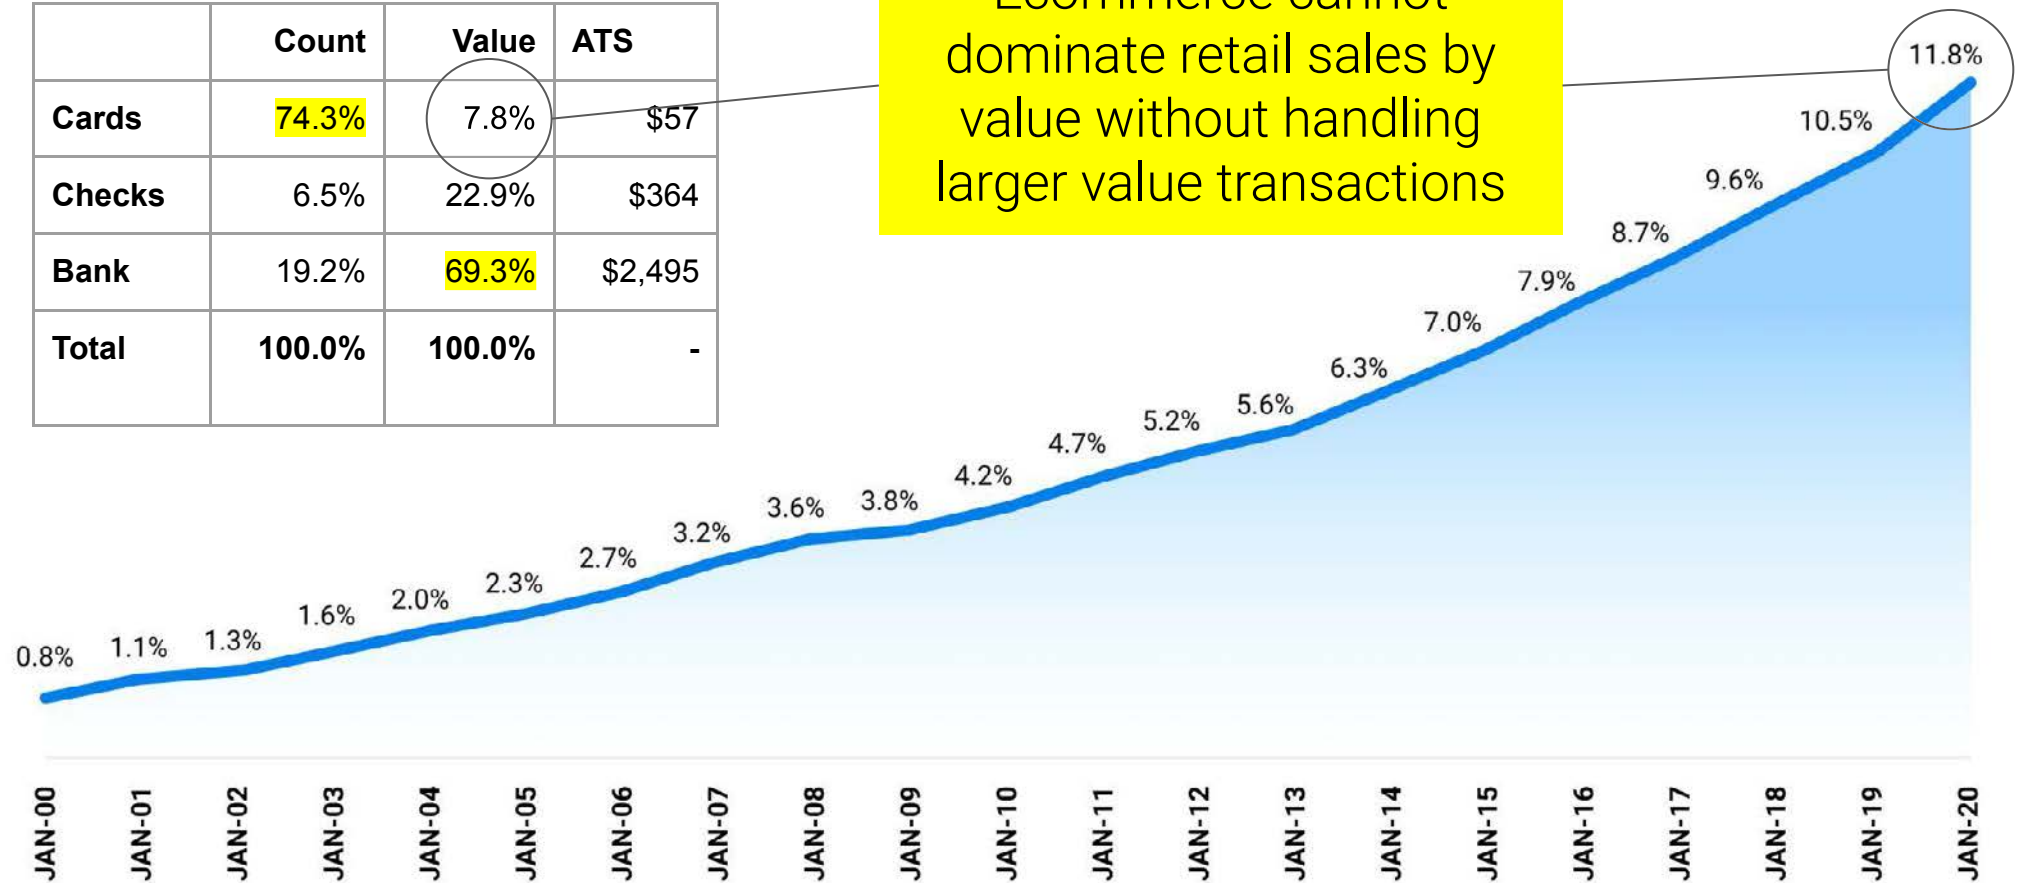 Count Value ATS
Cards 74.3% 7.8% $57
Checks 6.5% 22.9% $364
Bank 19.2% 69.3% $2,495
Total 100.0% 100.0% -
Ecommerce cannot
dominate retail sales by
value without handling
larger value transactions
0.8%
1.1%
1.3%
1.6%
2.0%
2.3%
2.7%
3.2%
3.6%
3.8%
4.2%
4.7%
5.2%
5.6%
6.3%
7.0%
7.9%
8.7%
9.6%
10.5%
11.8%
JAN-00
JAN-01
JAN-02
JAN-03
JAN-04
JAN-05
JAN-06
JAN-07
JAN-08
JAN-09
JAN-10
JAN-11
JAN-12
JAN-13
JAN-14
JAN-15
JAN-16
JAN-17
JAN-18
JAN-19
JAN-20